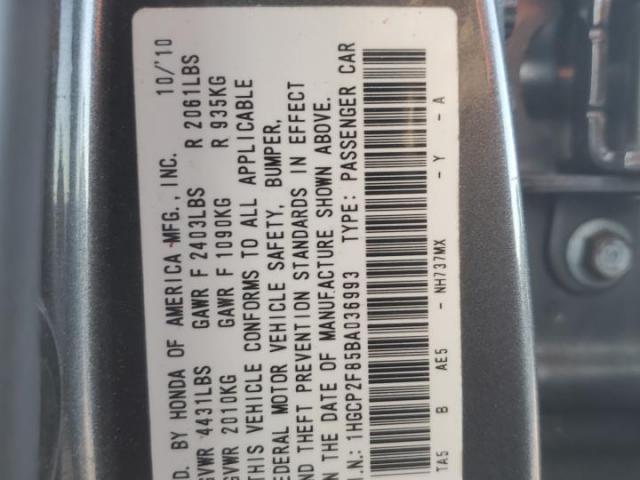 D. BY HONDA OF AMERICA MFG., INC. 10/'10
GVWR 4431LBS GAWR F 2403LBS R 2061LBS
GVWR 2010KG GAWR F 1090KG R 935KG
THIS VEHICLE CONFORMS TO ALL APPLICABLE
EDERAL MOTOR VEHICLE SAFETY, BUMPER,
ND THEFT PREVENTION STANDARDS IN EFFECT
N THE DATE OF MANUFACTURE SHOWN ABOVE.
.I.N.: 1HGCP2F85BA036993 TYPE: PASSENGER CAR
TA5 B AE5 - NH737MX - Y - A